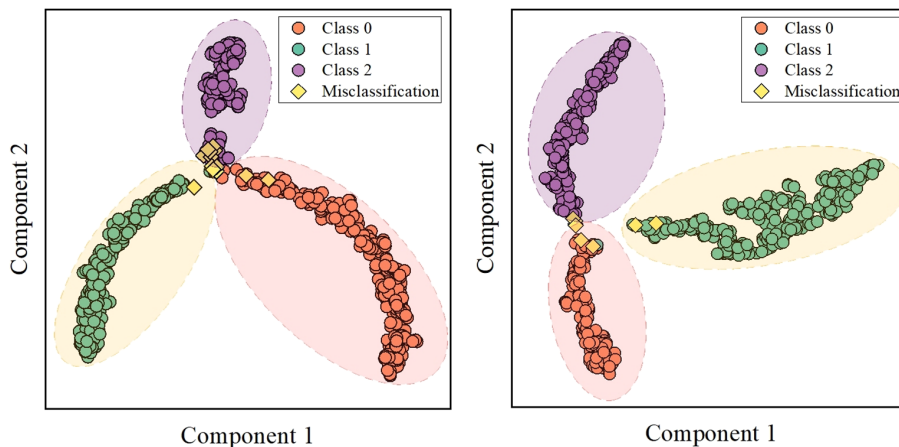 Class 0
Class 1
Class 2
Misclassification
Component 2
Component 1
Class 0
Class 1
Class 2
Misclassification
Component 2
Component 1